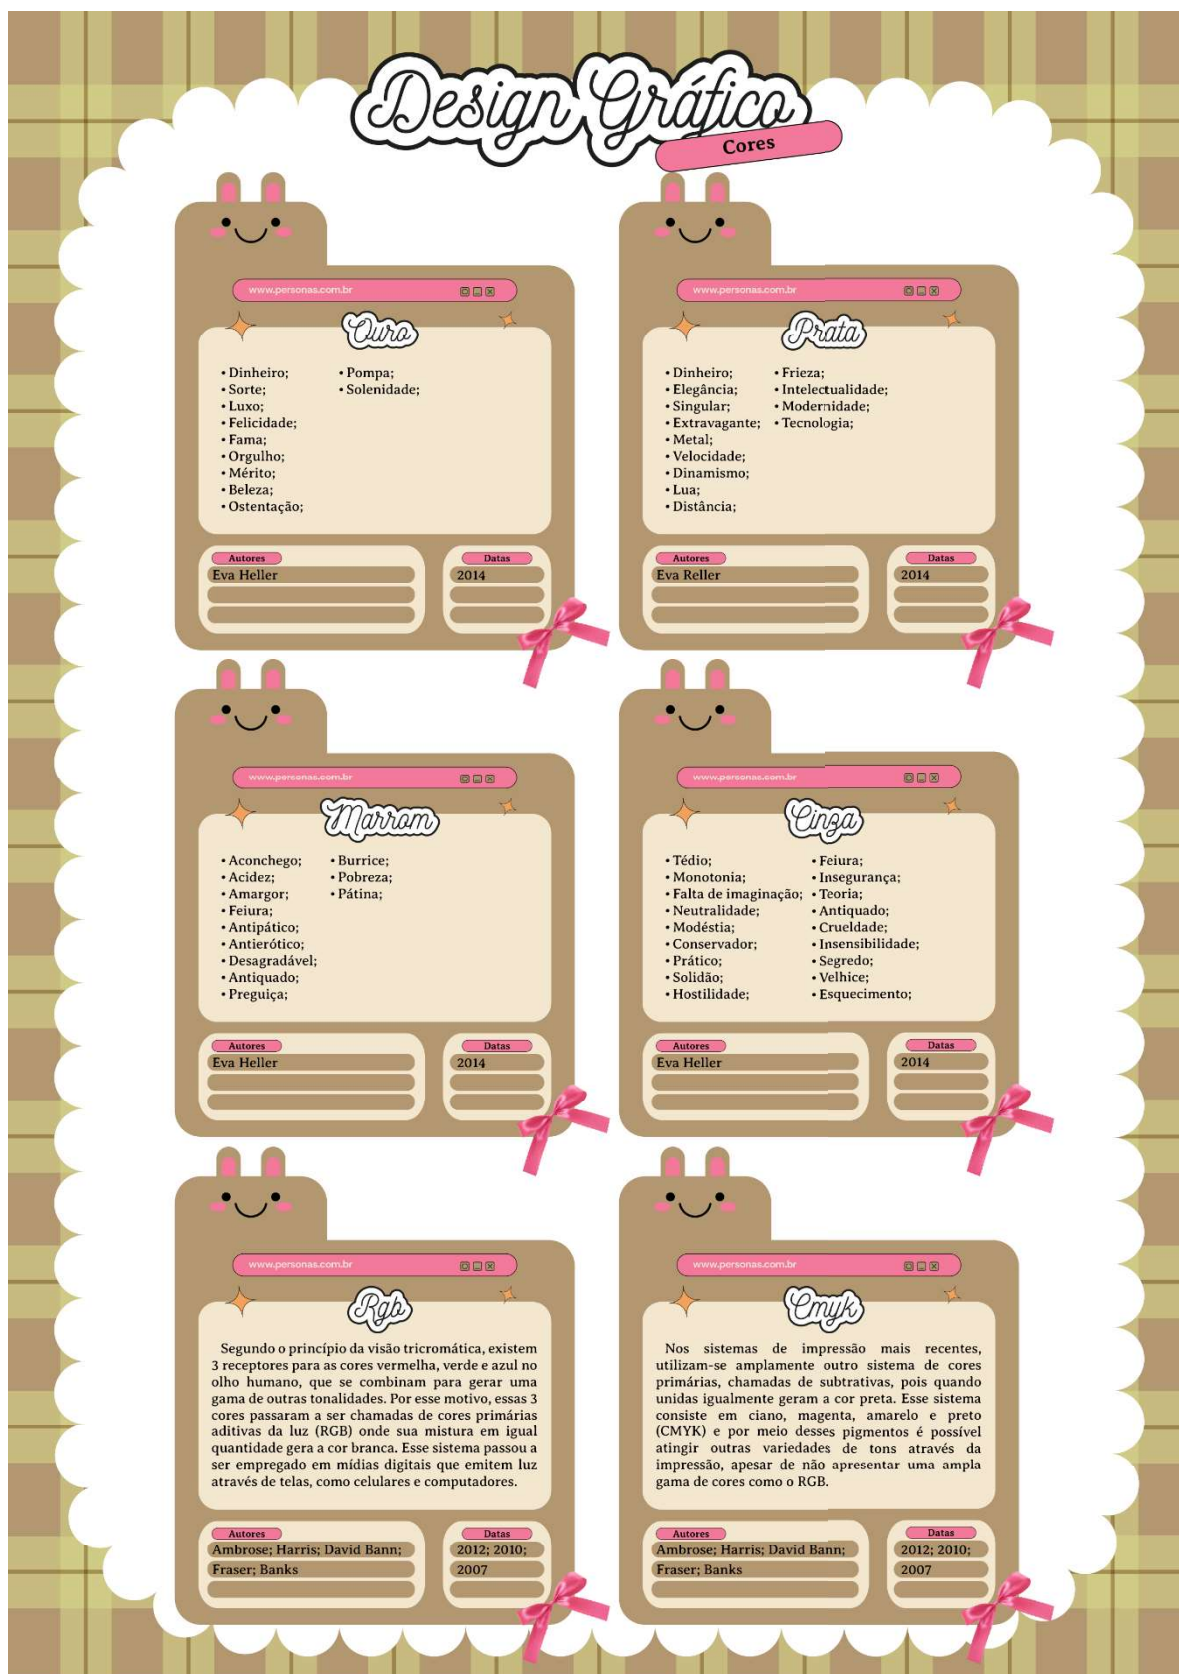 Design Gráfico
Cores
www.personas.com.br
Ouro
• Dinheiro;
• Sorte;
• Luxo;
• Felicidade;
• Fama;
• Orgulho;
• Mérito;
• Beleza;
• Ostentação;
• Pompa;
• Solenidade;
Autores
Eva Heller
Datas
2014
www.personas.com.br
Prata
• Dinheiro;
• Elegância;
• Singular;
• Extravagante;
• Metal;
• Velocidade;
• Dinamismo;
• Lua;
• Distância;
• Frieza;
• Intelectualidade;
• Modernidade;
• Tecnologia;
Autores
Eva Reller
Datas
2014
www.personas.com.br
Marrom
• Aconchego;
• Acidez;
• Amargor;
• Feiura;
• Antipático;
• Antierótico;
• Desagradável;
• Antiquado;
• Preguiça;
• Burrice;
• Pobreza;
• Pátina;
Autores
Eva Heller
Datas
2014
www.personas.com.br
Cinza
• Tédio;
• Monotonia;
• Falta de imaginação;
• Neutralidade;
• Modéstia;
• Conservador;
• Prático;
• Solidão;
• Hostilidade;
• Feiura;
• Insegurança;
• Teoria;
• Antiquado;
• Crueldade;
• Insensibilidade;
• Segredo;
• Velhice;
• Esquecimento;
Autores
Eva Heller
Datas
2014
www.personas.com.br
Rgb
Segundo o princípio da visão tricromática, existem
3 receptores para as cores vermelha, verde e azul no
olho humano, que se combinam para gerar uma
gama de outras tonalidades. Por esse motivo, essas 3
cores passaram a ser chamadas de cores primárias
aditivas da luz (RGB) onde sua mistura em igual
quantidade gera a cor branca. Esse sistema passou a
ser empregado em mídias digitais que emitem luz
através de telas, como celulares e computadores.
Autores
Ambrose; Harris; David Bann;
Fraser; Banks
Datas
2012; 2010;
2007
www.personas.com.br
Cmyk
Nos sistemas de impressão mais recentes,
utilizam-se amplamente outro sistema de cores
primárias, chamadas de subtrativas, pois quando
unidas igualmente geram a cor preta. Esse sistema
consiste em ciano, magenta, amarelo e preto
(CMYK) e por meio desses pigmentos é possível
atingir outras variedades de tons através da
impressão, apesar de não apresentar uma ampla
gama de cores como o RGB.
Autores
Ambrose; Harris; David Bann;
Fraser; Banks
Datas
2012; 2010;
2007